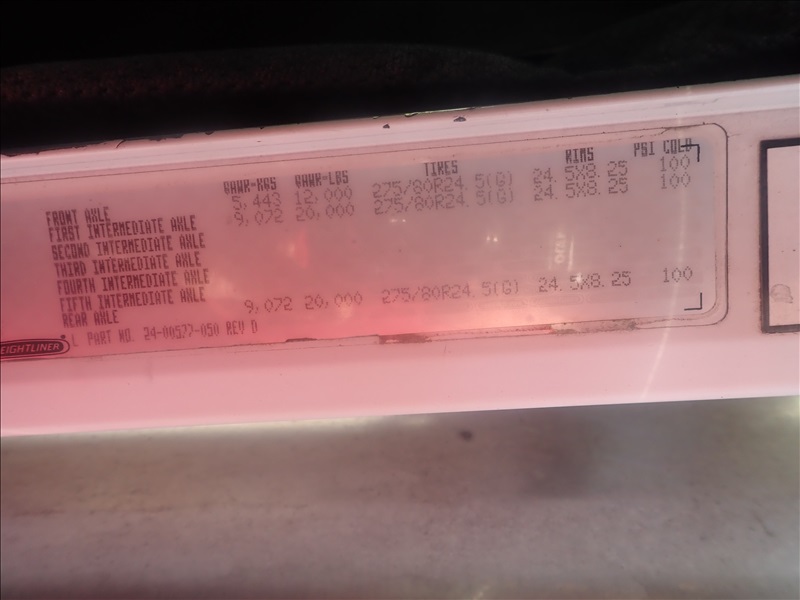 GAWR-KGS GAWR-LBS TIRES RIMS PSI COLD
FRONT AXLE 5,443 12,000 275/80R24.5(G) 24.5X8.25 100
FIRST INTERMEDIATE AXLE 9,072 20,000 275/80R24.5(G) 24.5X8.25 100
SECOND INTERMEDIATE AXLE
THIRD INTERMEDIATE AXLE
FOURTH INTERMEDIATE AXLE
FIFTH INTERMEDIATE AXLE
REAR AXLE 9,072 20,000 275/80R24.5(G) 24.5X8.25 100
EIGHTLINER L PART NO. 24-00577-050 REV D